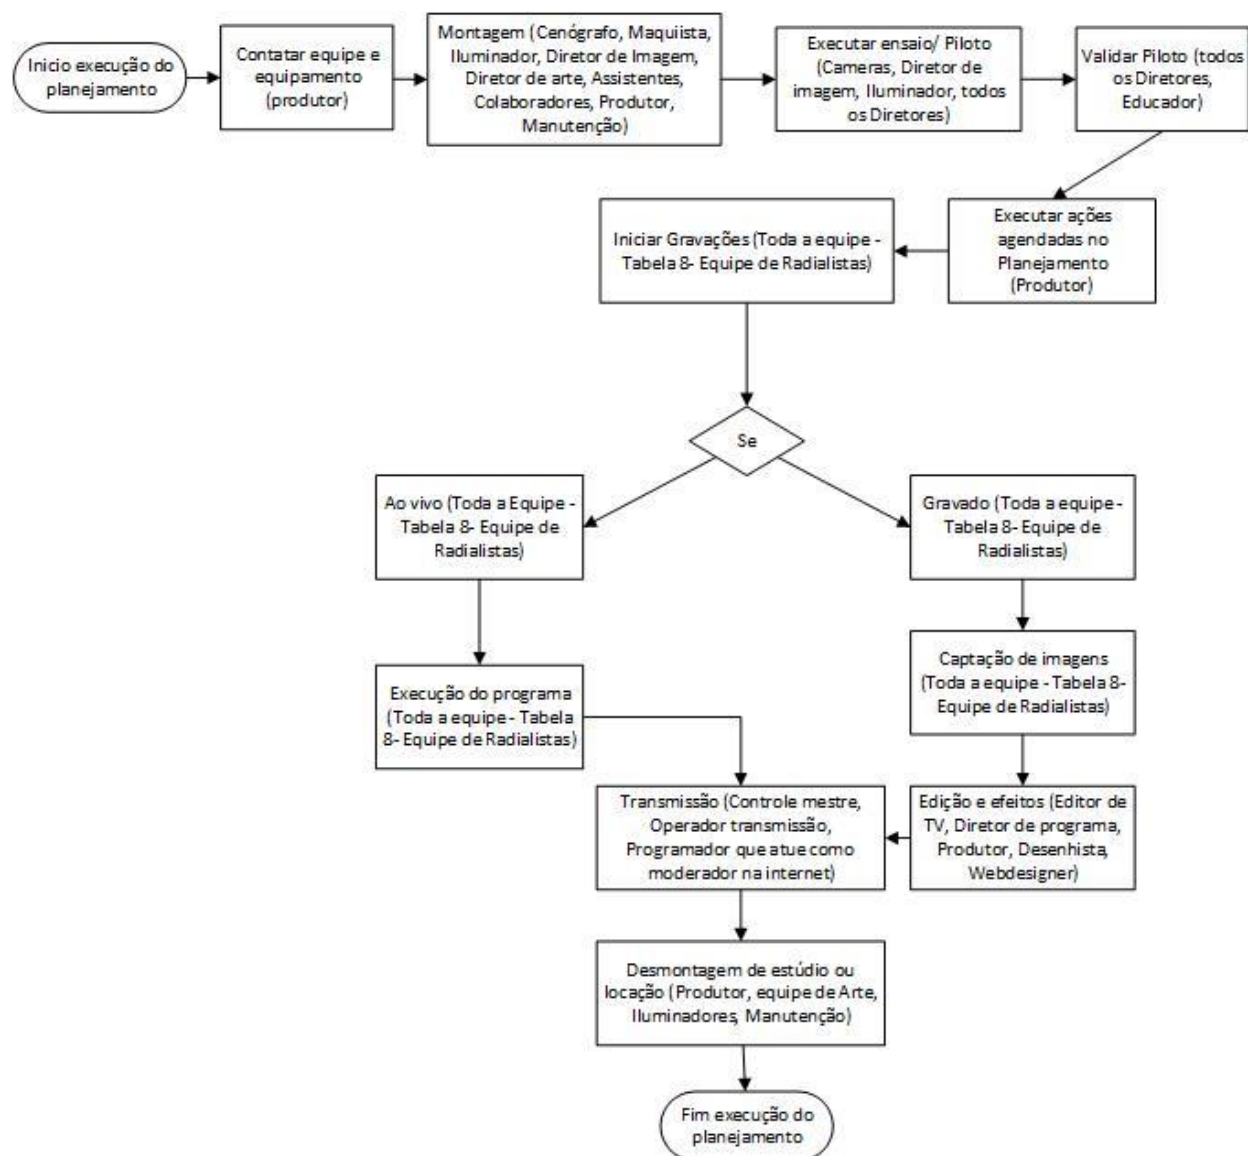 Inicio execução do
planejamento
Contatar equipe e
equipamento
(produtor)
Montagem (Cenógrafo, Maquiista,
Iluminador, Diretor de Imagem,
Diretor de arte, Assistentes,
Colaboradores, Produtor,
Manutenção)
Executar ensaio/ Piloto
(Cameras, Diretor de
imagem, Iluminador, todos
os Diretores)
Validar Piloto (todos
os Diretores,
Educador)
Executar ações
agendadas no
Planejamento
(Produtor)
Iniciar Gravações (Toda a equipe -
Tabela 8- Equipe de Radialistas)
Se
Ao vivo (Toda a Equipe -
Tabela 8- Equipe de
Radialistas)
Gravado (Toda a equipe -
Tabela 8- Equipe de
Radialistas)
Execução do programa
(Toda a equipe - Tabela
8- Equipe de Radialistas)
Captação de imagens
(Toda a equipe - Tabela 8-
Equipe de Radialistas)
Transmissão (Controle mestre,
Operador transmissão,
Programador que atue como
moderador na internet)
Edição e efeitos (Editor de
TV, Diretor de programa,
Produtor, Desenhista,
Webdesigner)
Desmontagem de estúdio ou
locação (Produtor, equipe de Arte,
Iluminadores, Manutenção)
Fim execução do
planejamento